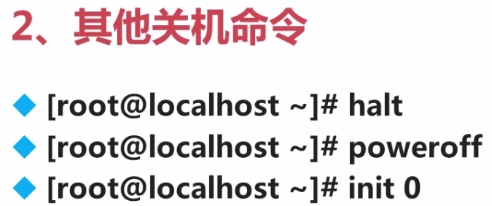 2、其他关机命令
◆ [root@localhost ~]# halt
◆ [root@localhost ~]# poweroff
◆ [root@localhost ~]# init 0